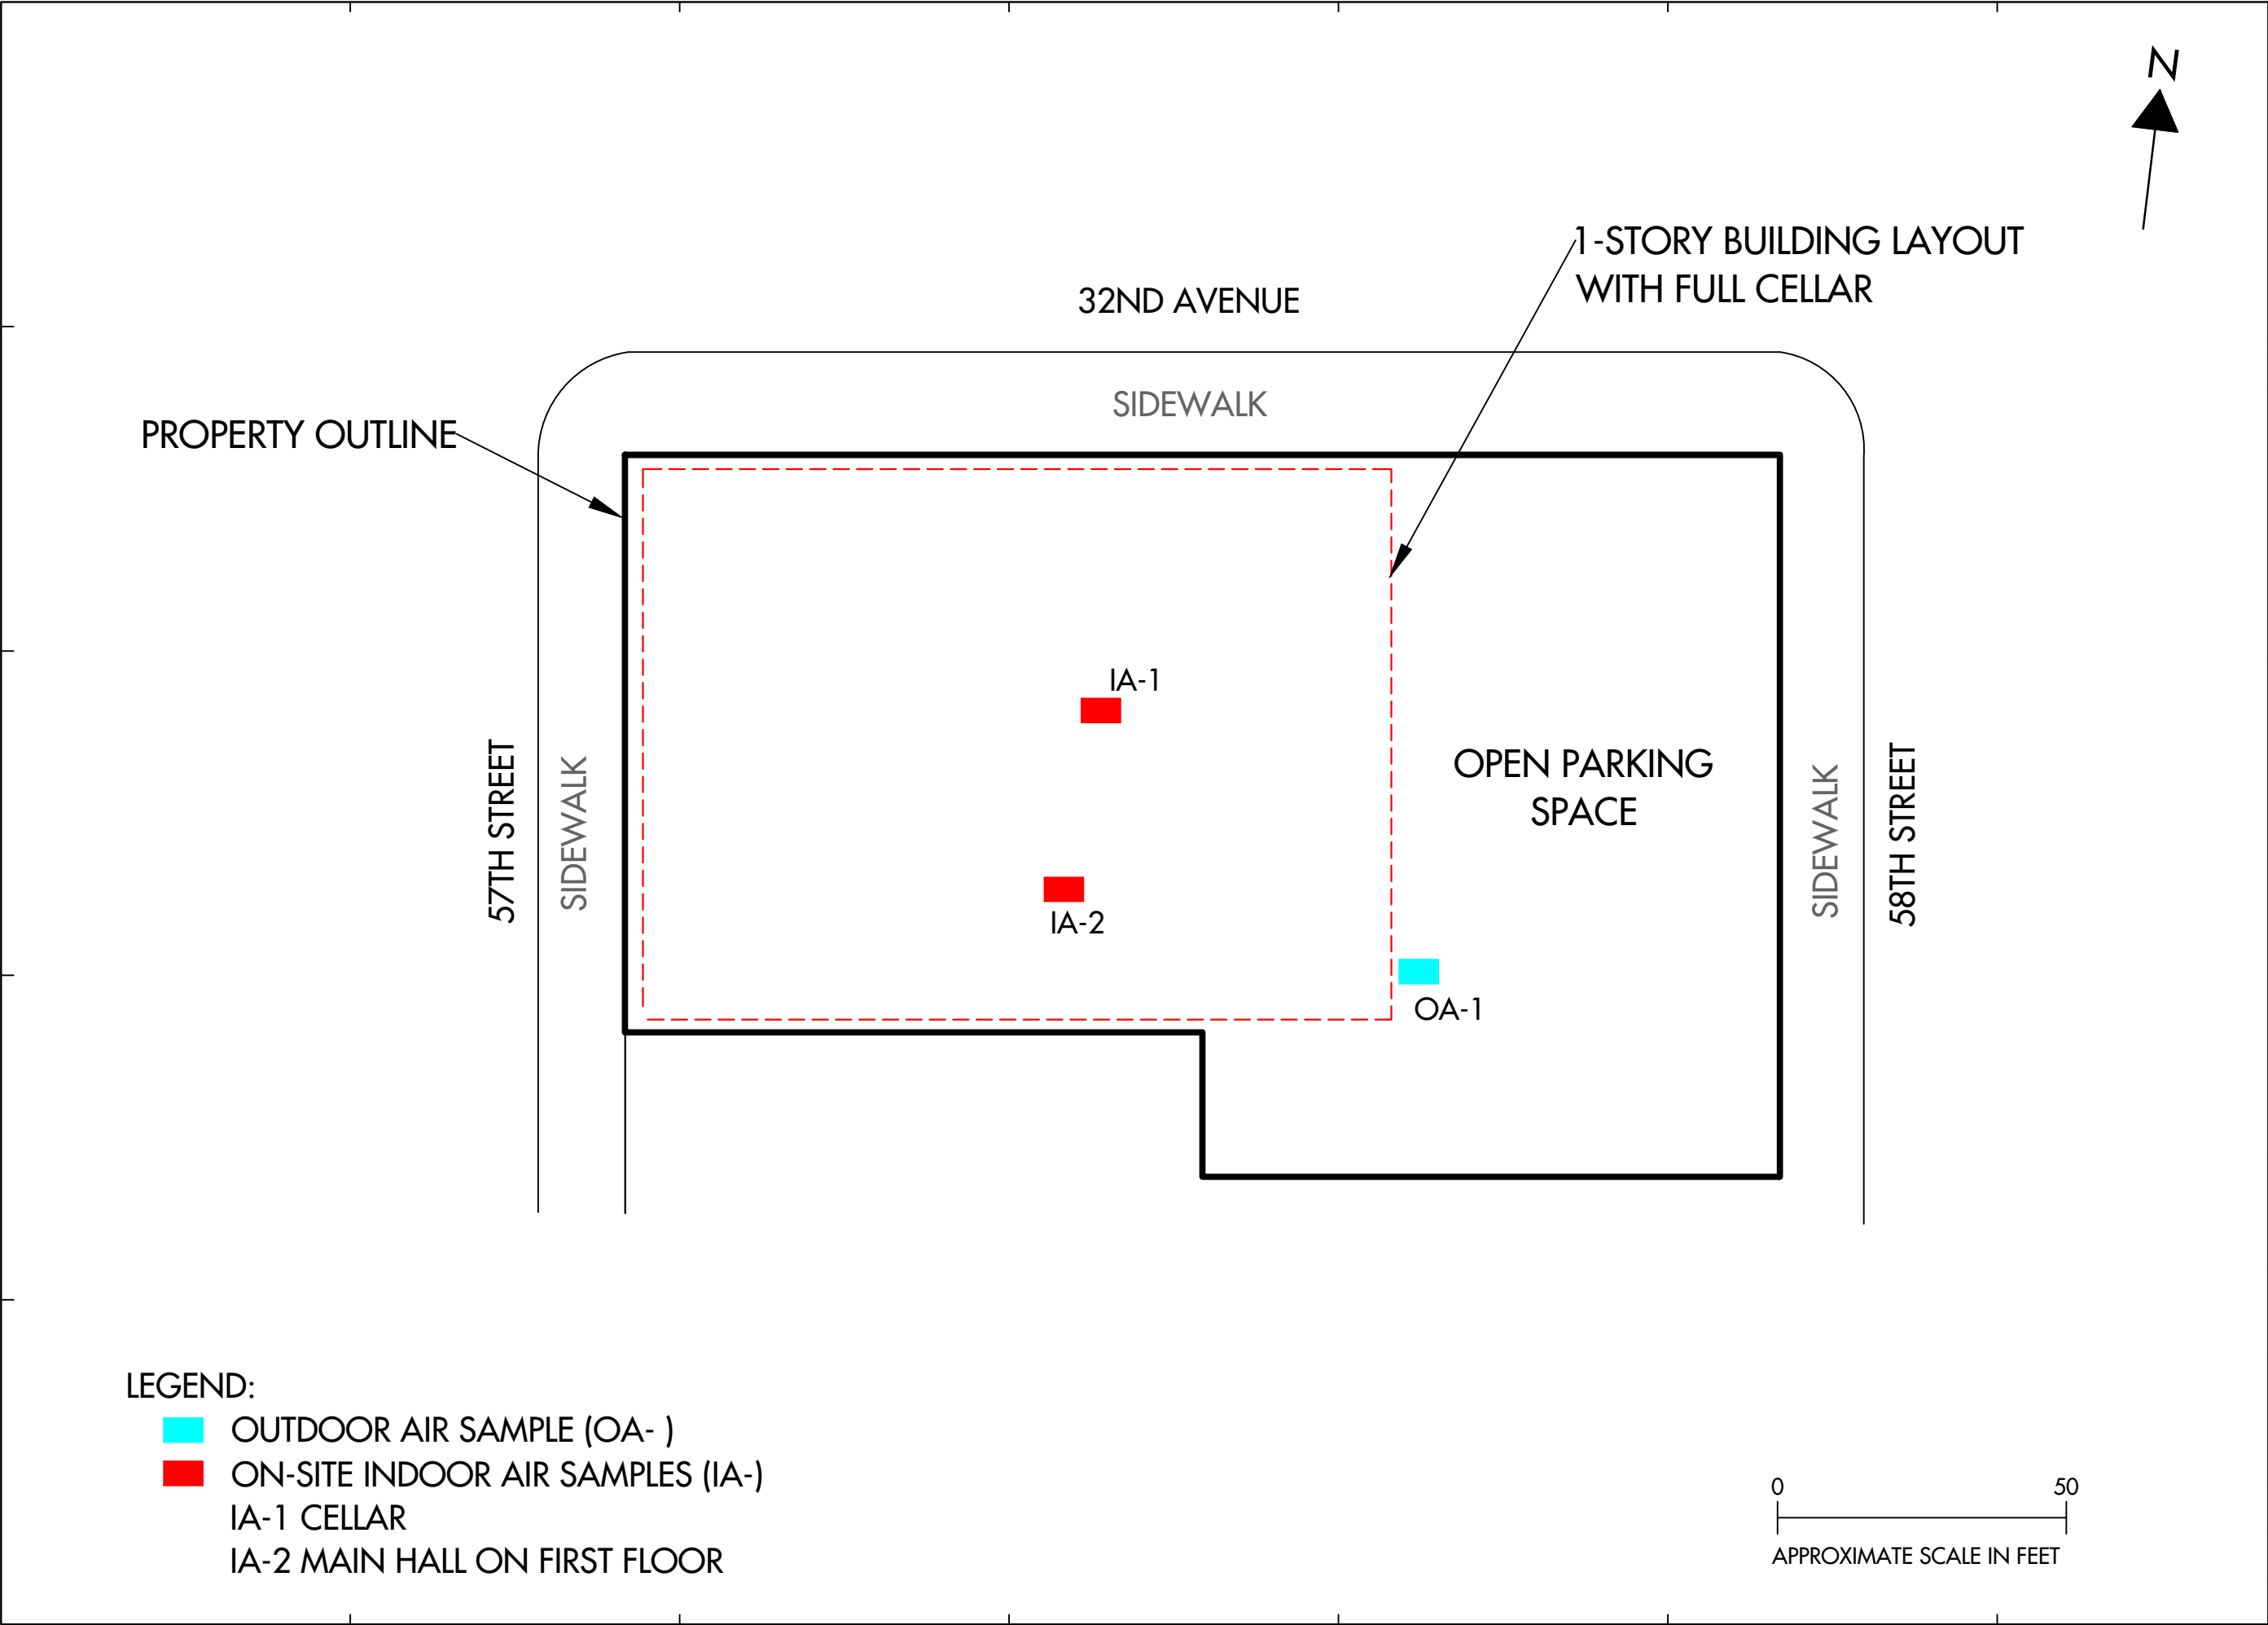 N
1-STORY BUILDING LAYOUT
WITH FULL CELLAR
32ND AVENUE
SIDEWALK
PROPERTY OUTLINE
IA-1
OPEN PARKING
SPACE
57TH STREET
SIDEWALK
SIDEWALK
58TH STREET
IA-2
OA-1
LEGEND:
OUTDOOR AIR SAMPLE (OA- )
ON-SITE INDOOR AIR SAMPLES (IA-)
IA-1 CELLAR
IA-2 MAIN HALL ON FIRST FLOOR
0 50
APPROXIMATE SCALE IN FEET